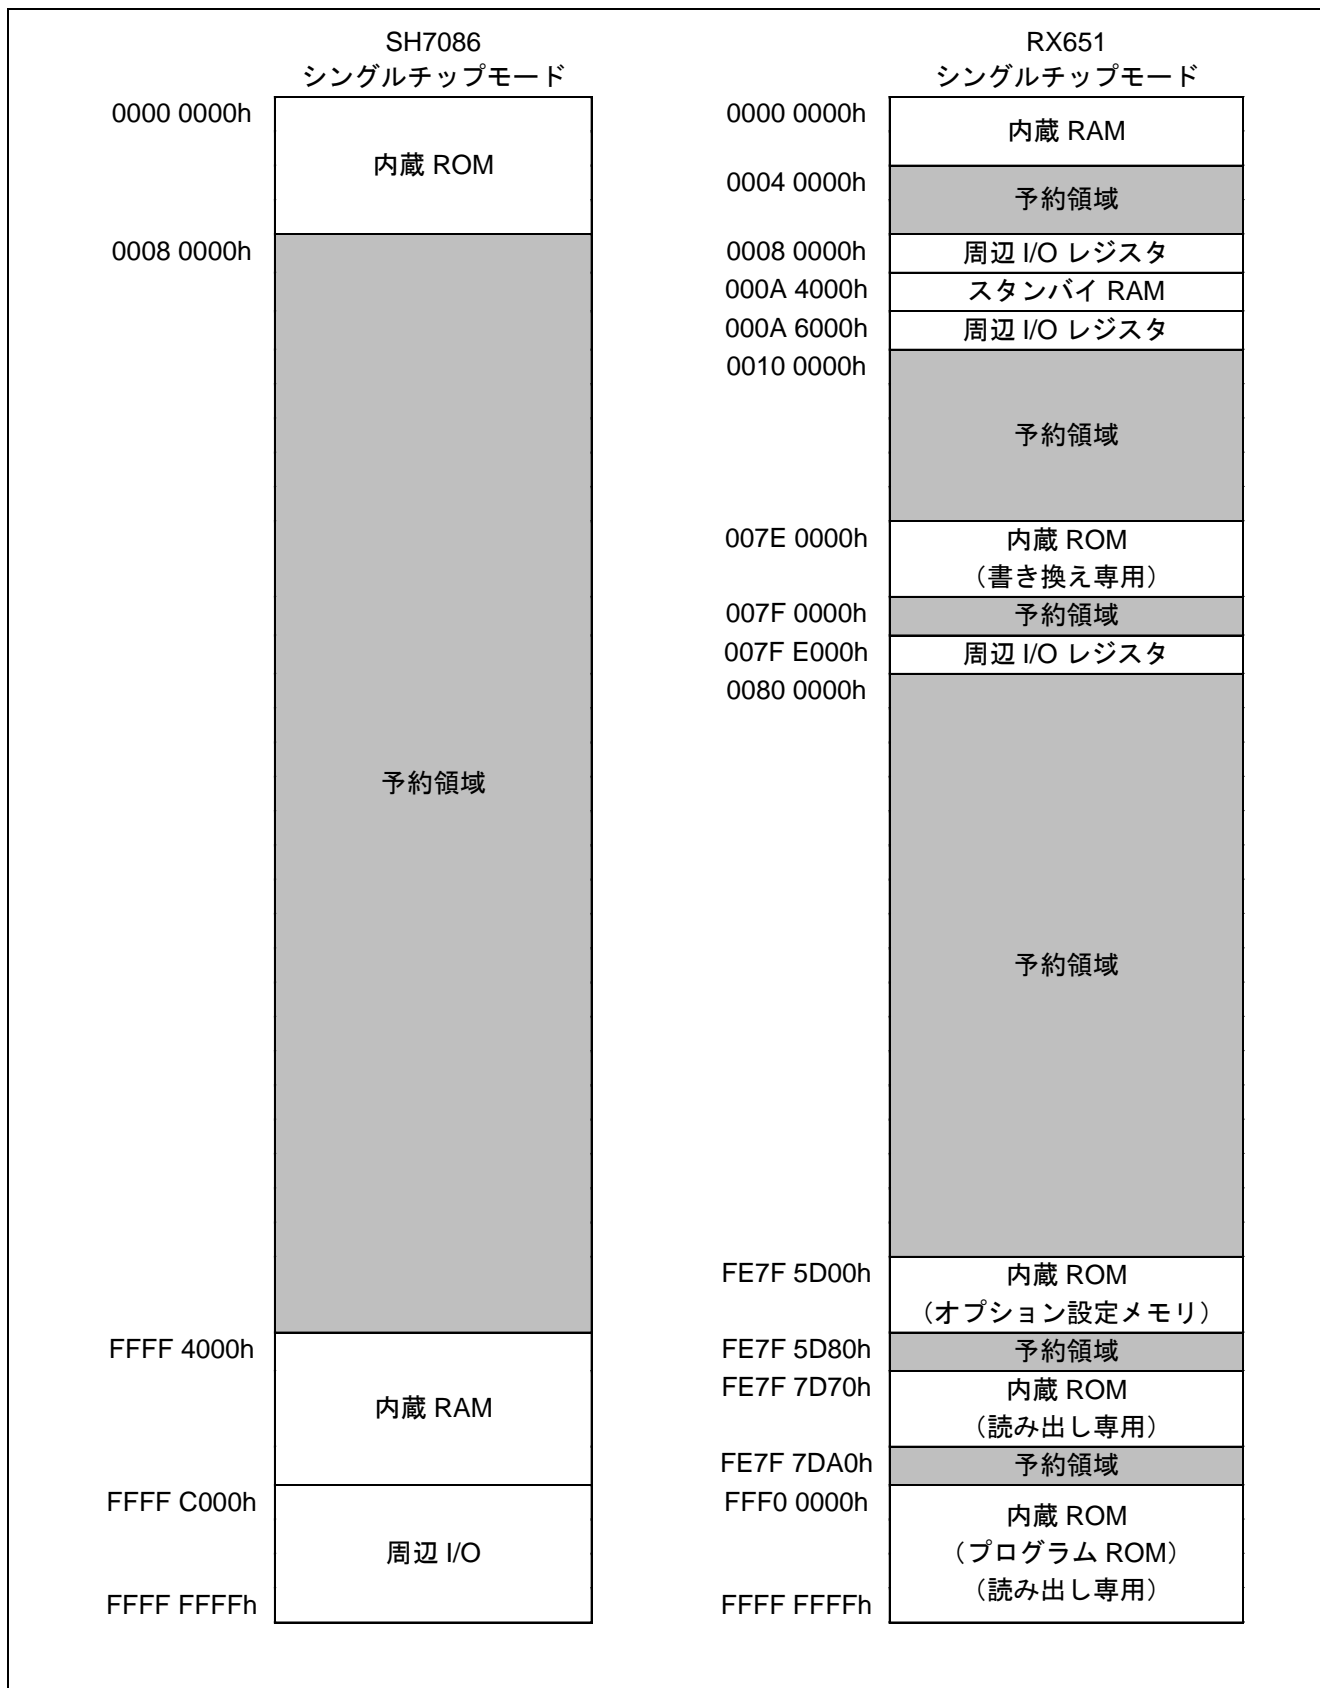 SH7086
シングルチップモード
0000 0000h
内蔵 ROM
0008 0000h
予約領域
FFFF 4000h
内蔵 RAM
FFFF C000h
周辺 I/O
FFFF FFFFh
RX651
シングルチップモード
0000 0000h
内蔵 RAM
0004 0000h
予約領域
0008 0000h
周辺 I/O レジスタ
000A 4000h
スタンバイ RAM
000A 6000h
周辺 I/O レジスタ
0010 0000h
予約領域
007E 0000h
内蔵 ROM
（書き換え専用）
007F 0000h
予約領域
007F E000h
周辺 I/O レジスタ
0080 0000h
予約領域
FE7F 5D00h
内蔵 ROM
（オプション設定メモリ）
FE7F 5D80h
予約領域
FE7F 7D70h
内蔵 ROM
（読み出し専用）
FE7F 7DA0h
予約領域
FFF0 0000h
内蔵 ROM
（プログラム ROM）
（読み出し専用）
FFFF FFFFh